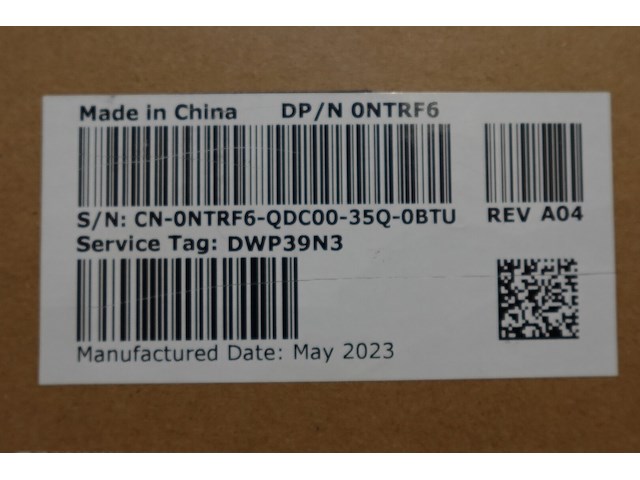 Made in China DP/N 0NTRF6
S/N: CN-0NTRF6-QDC00-35Q-0BTU REV A04
Service Tag: DWP39N3
Manufactured Date: May 2023